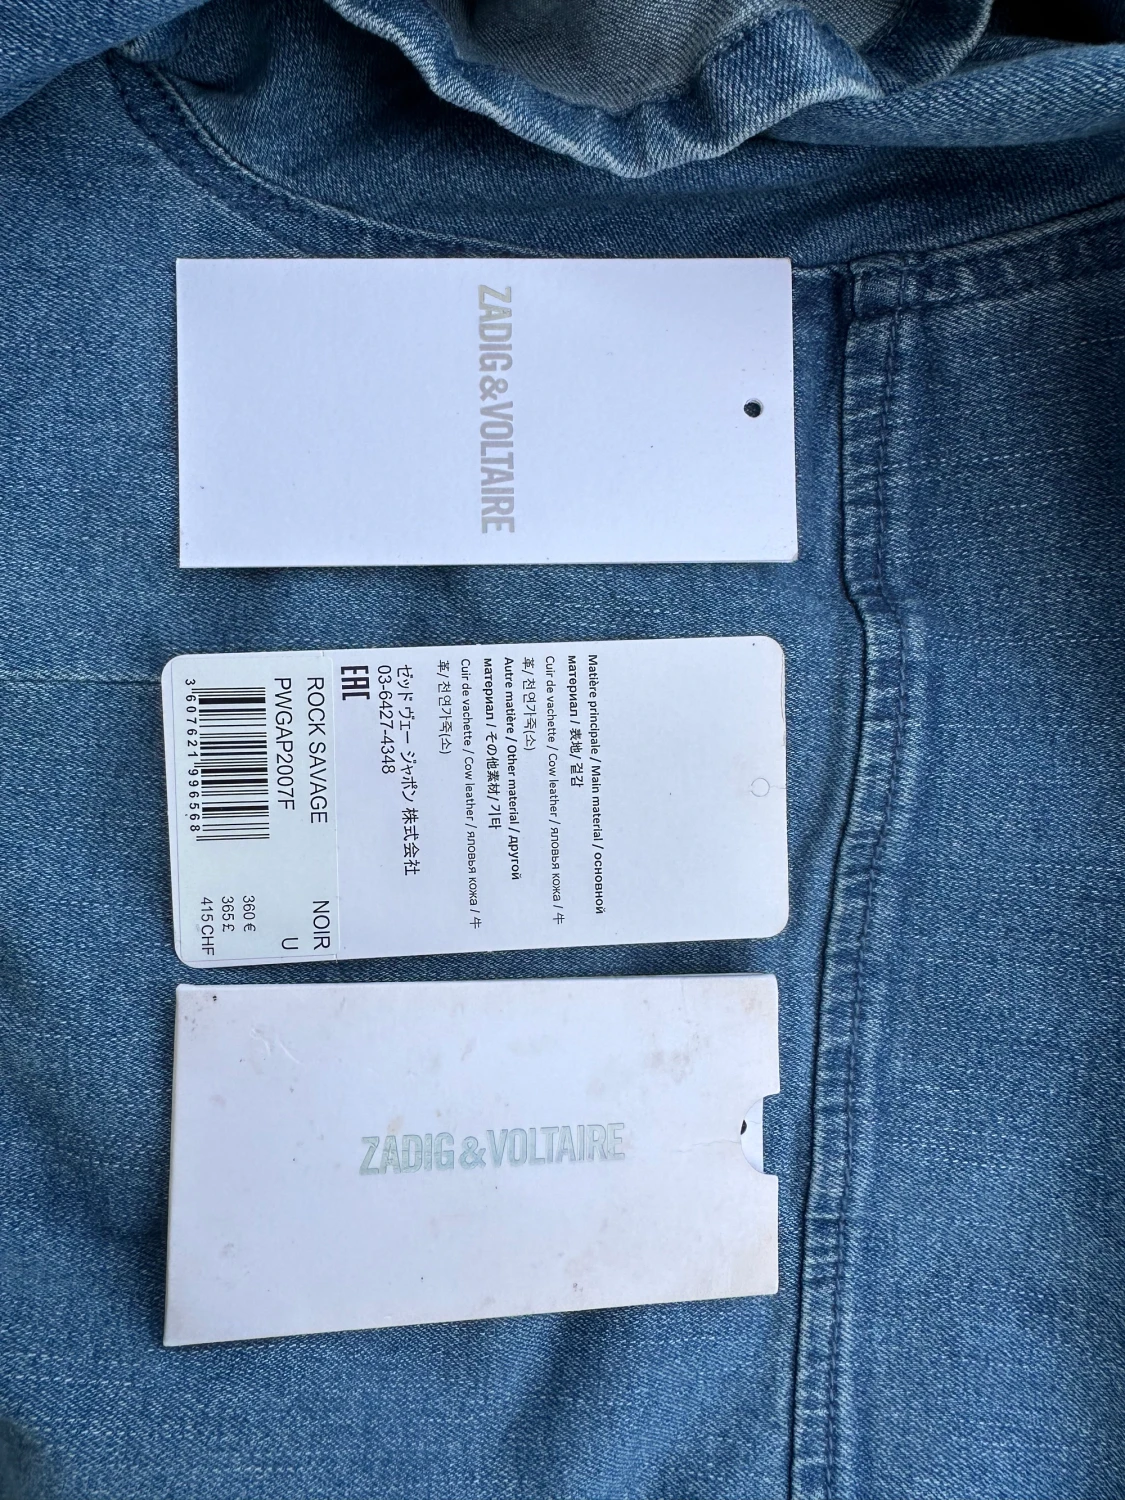 ZADIG&VOLTAIRE
Matière principale / Main material / основной
материал / 表地/ 겉감
Cuir de vachette / Cow leather / яловья кожа / 牛
革/ 천연가죽(소)
Autre matière / Other material / другой
материал / その他素材/ 기타
Cuir de vachette / Cow leather / яловья кожа / 牛
革/ 천연가죽(소)
ゼッド ヴェー ジャポン 株式会社
03-6427-4348
EAC
ROCK SAVAGE NOIR
PWGAP2007F U
3607621996568
360 €
365 £
415 CHF
ZADIG&VOLTAIRE